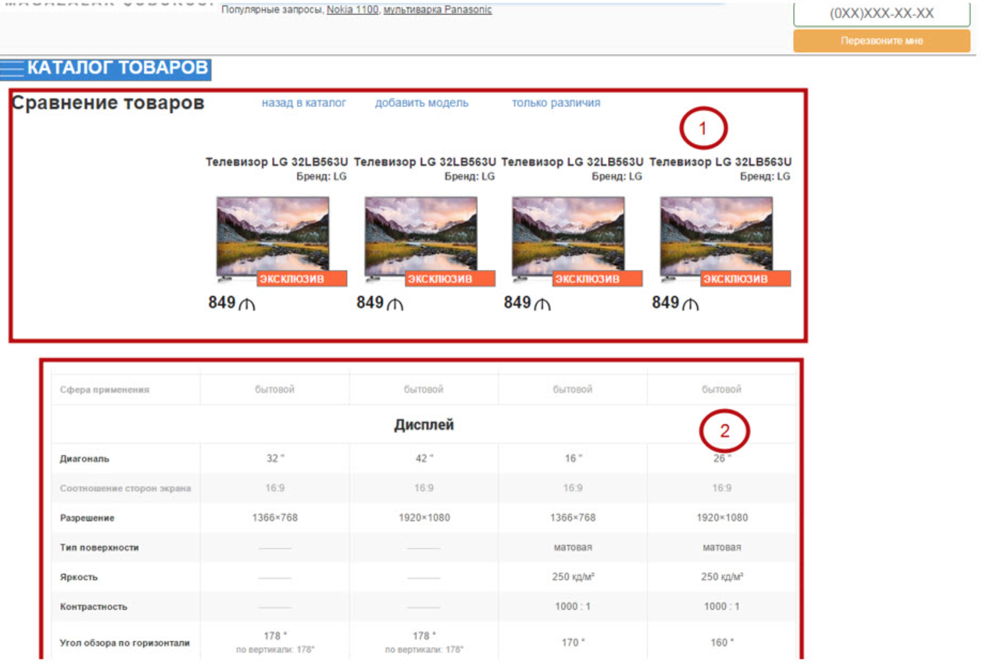 Популярные запросы, Nokia 1100, мультиварка Panasonic
(0XX)XXX-XX-XX
Перезвоните мне
КАТАЛОГ ТОВАРОВ
Сравнение товаров назад в каталог добавить модель только различия
1
Телевизор LG 32LB563U Телевизор LG 32LB563U Телевизор LG 32LB563U Телевизор LG 32LB563U
Бренд: LG Бренд: LG Бренд: LG Бренд: LG
ЭКСКЛЮЗИВ ЭКСКЛЮЗИВ ЭКСКЛЮЗИВ ЭКСКЛЮЗИВ
849 ₼ 849 ₼ 849 ₼ 849 ₼
Сфера применения бытовой бытовой бытовой бытовой
Дисплей
2
Диагональ 32 " 42 " 16 " 26 "
Соотношение сторон экрана 16:9 16:9 16:9 16:9
Разрешение 1366×768 1920×1080 1366×768 1920×1080
Тип поверхности —— —— матовая матовая
Яркость —— —— 250 кд/м² 250 кд/м²
Контрастность —— —— 1000 : 1 1000 : 1
Угол обзора по горизонтали 178 ° 178 ° 170 ° 160 °
по вертикали: 178° по вертикали: 178°